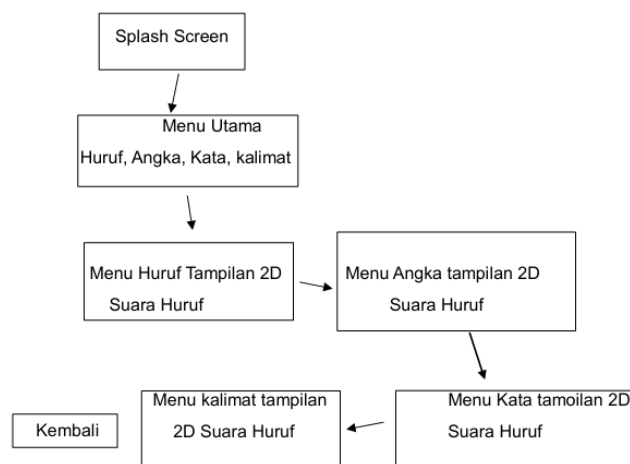 Splash Screen
Menu Utama
Huruf, Angka, Kata, kalimat
Menu Huruf Tampilan 2D
Suara Huruf
Menu Angka tampilan 2D
Suara Huruf
Menu Kata tamoilan 2D
Suara Huruf
Menu kalimat tampilan
2D Suara Huruf
Kembali